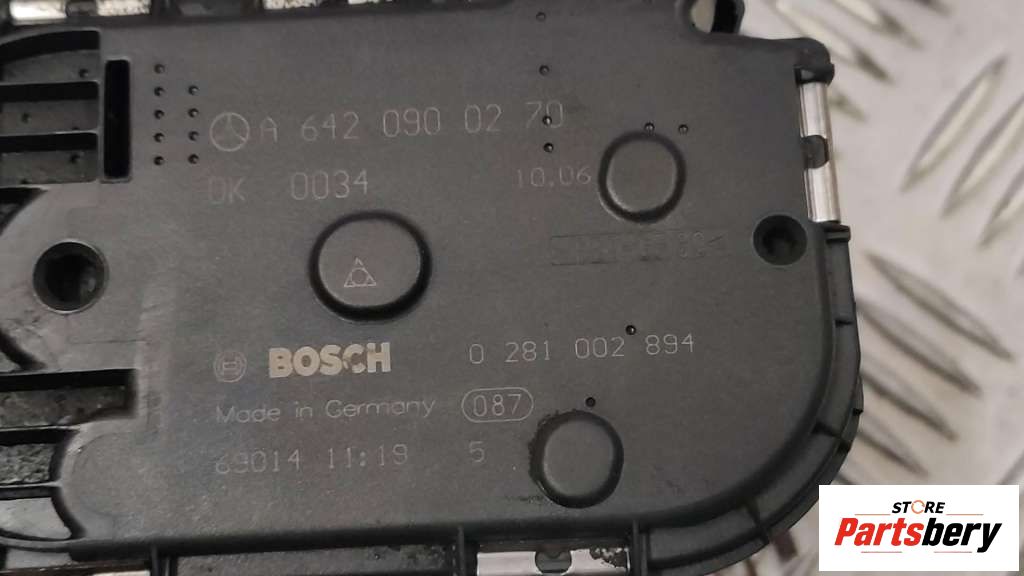 A 642 090 02 70
DK 0034 10.06
BOSCH 0 281 002 894
Made in Germany 087
69014 11:19 5
STORE
Partsbery